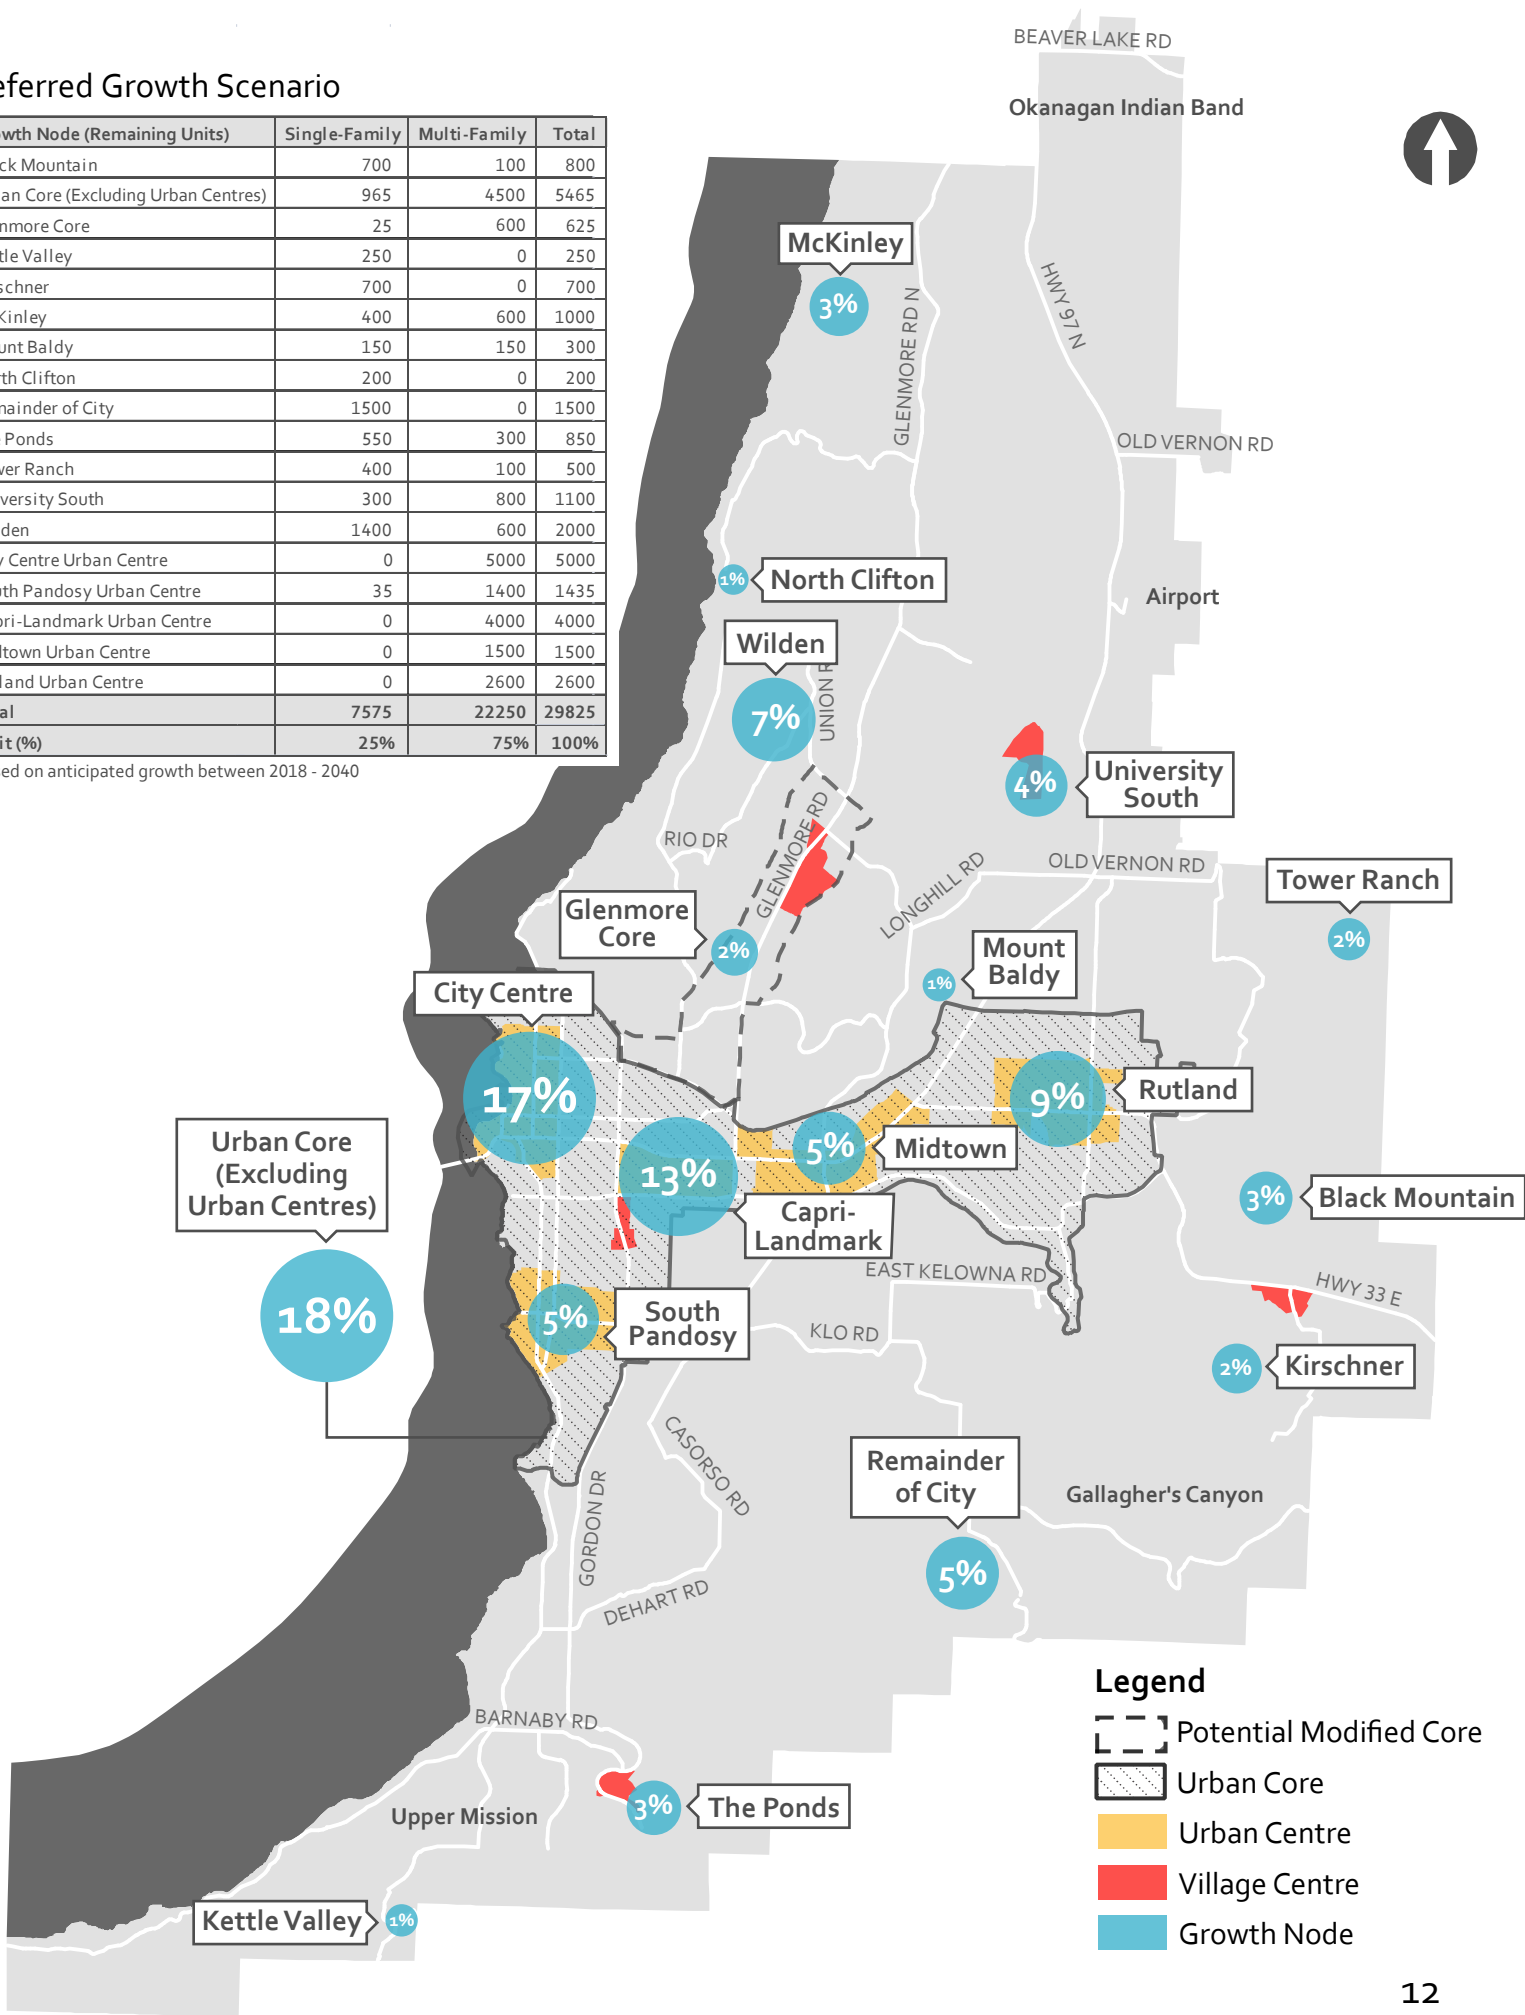 eferred Growth Scenario
wth Node (Remaining Units) Single-Family Multi-Family Total
ck Mountain 700 100 800
an Core (Excluding Urban Centres) 965 4500 5465
nmore Core 25 600 625
tle Valley 250 0 250
schner 700 0 700
Kinley 400 600 1000
unt Baldy 150 150 300
th Clifton 200 0 200
nainder of City 1500 0 1500
Ponds 550 300 850
ver Ranch 400 100 500
versity South 300 800 1100
den 1400 600 2000
y Centre Urban Centre 0 5000 5000
uth Pandosy Urban Centre 35 1400 1435
pri-Landmark Urban Centre 0 4000 4000
dtown Urban Centre 0 1500 1500
land Urban Centre 0 2600 2600
al 7575 22250 29825
it (%) 25% 75% 100%
ed on anticipated growth between 2018 - 2040
BEAVER LAKE RD
Okanagan Indian Band
McKinley
3%
GLENMORE RD N
HWY 97 N
OLD VERNON RD
1%
North Clifton
Airport
Wilden
7%
UNION R
4%
University
South
RIO DR
GLENMORE RD
LONGHILL RD
OLD VERNON RD
Tower Ranch
2%
Glenmore
Core
2%
Mount
Baldy
1%
City Centre
17%
9%
Rutland
Urban Core
(Excluding
Urban Centres)
18%
13%
5%
Midtown
Capri-
Landmark
3%
Black Mountain
EAST KELOWNA RD
HWY 33 E
5%
South
Pandosy
KLO RD
2%
Kirschner
CASORSO RD
Remainder
of City
5%
Gallagher's Canyon
GORDON DR
DEHART RD
BARNABY RD
Upper Mission
3%
The Ponds
Kettle Valley
1%
Legend
Potential Modified Core
Urban Core
Urban Centre
Village Centre
Growth Node
12